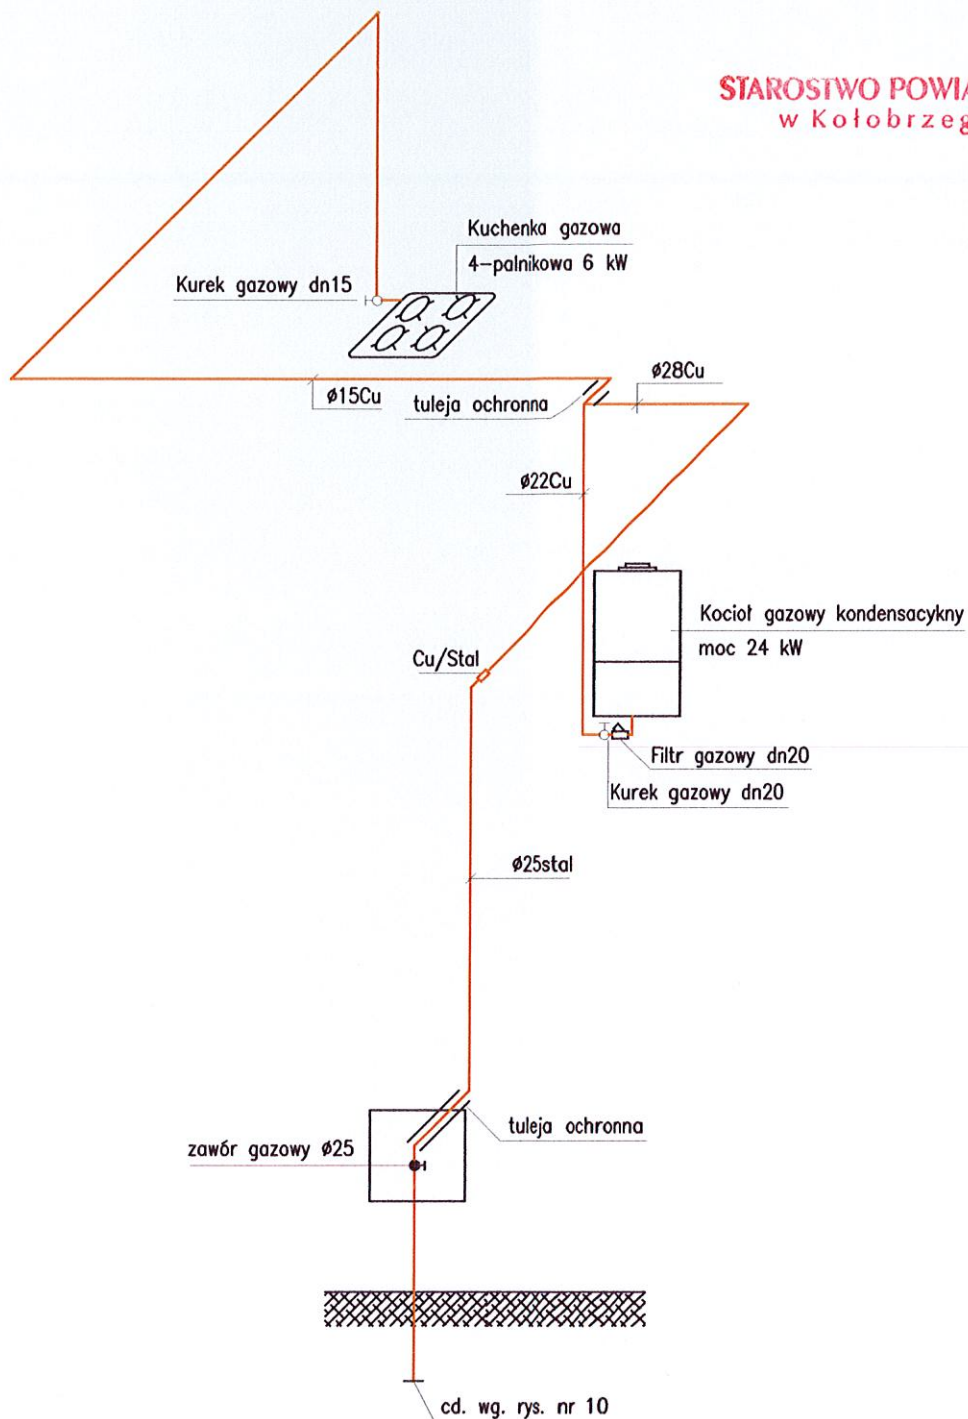 STAROSTWO
w
Kuchenka gazowa
4-palnikowa 6 kW
Kurek gazowy dn15
ø28Cu
ø15Cu
tuleja ochronna
ø22Cu
Kocioł gazowy kondensacykny
moc 24 kW
Cu/Stal
Filtr gazowy dn20
Kurek gazowy dn20
ø25stal
tuleja ochronna
zawór gazowy ø25
cd. wg. rys. nr 10